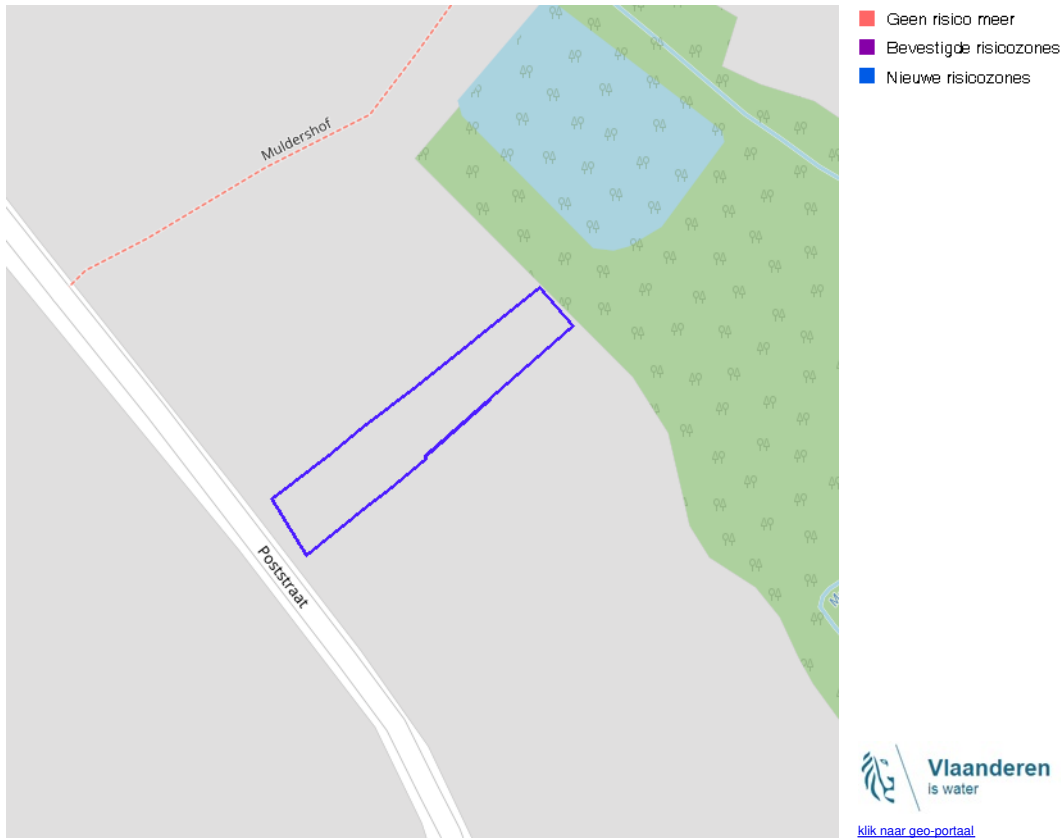 Geen risico meer
Bevestigde risicozones
Nieuwe risicozones
Muldershof
Poststraat
M
Vlaanderen
is water
klik naar geo-portaal